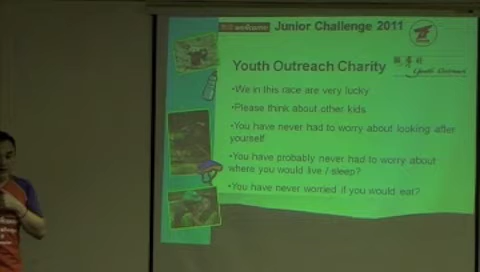 Junior Challenge 2011
Youth Outreach Charity
Youth Outreach
•We in this race are very lucky
•Please think about other kids
•You have never had to worry about looking after
yourself
•You have probably never had to worry about
where you would live / sleep?
•You have never worried if you would eat?